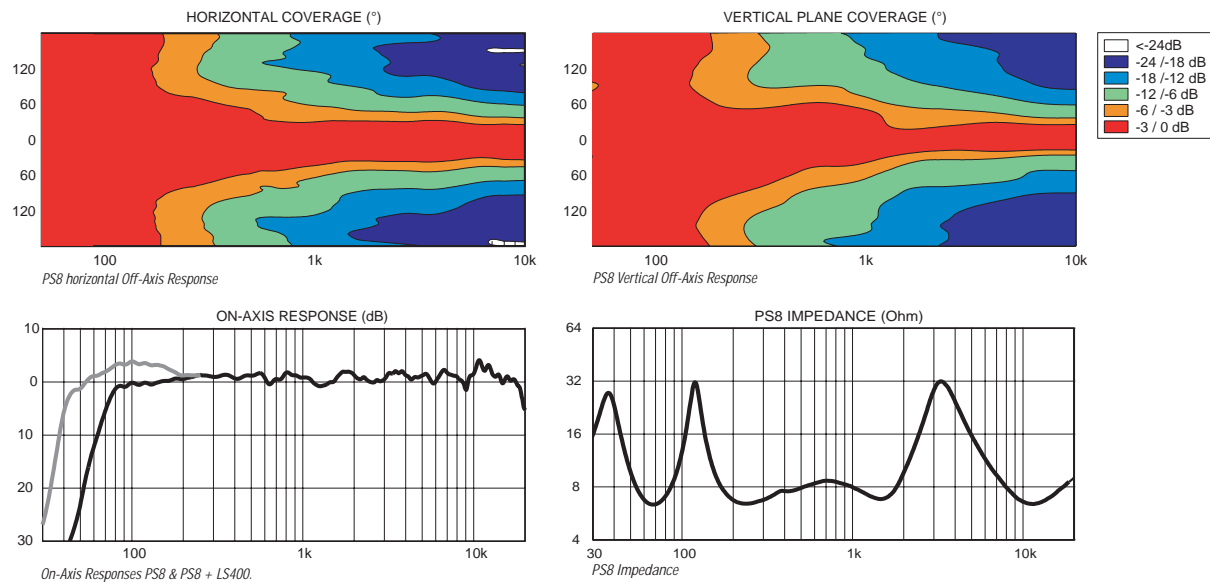 HORIZONTAL COVERAGE (°)
120
60
0
60
120
100 1k 10k
PS8 horizontal Off-Axis Response
VERTICAL PLANE COVERAGE (°)
120
60
0
60
120
100 1k 10k
PS8 Vertical Off-Axis Response
<-24dB
-24 /-18 dB
-18 /-12 dB
-12 /-6 dB
-6 / -3 dB
-3 / 0 dB
ON-AXIS RESPONSE (dB)
10
0
10
20
30
100 1k 10k
On-Axis Responses PS8 & PS8 + LS400.
PS8 IMPEDANCE (Ohm)
64
32
16
8
4
30 100 1k 10k
PS8 Impedance